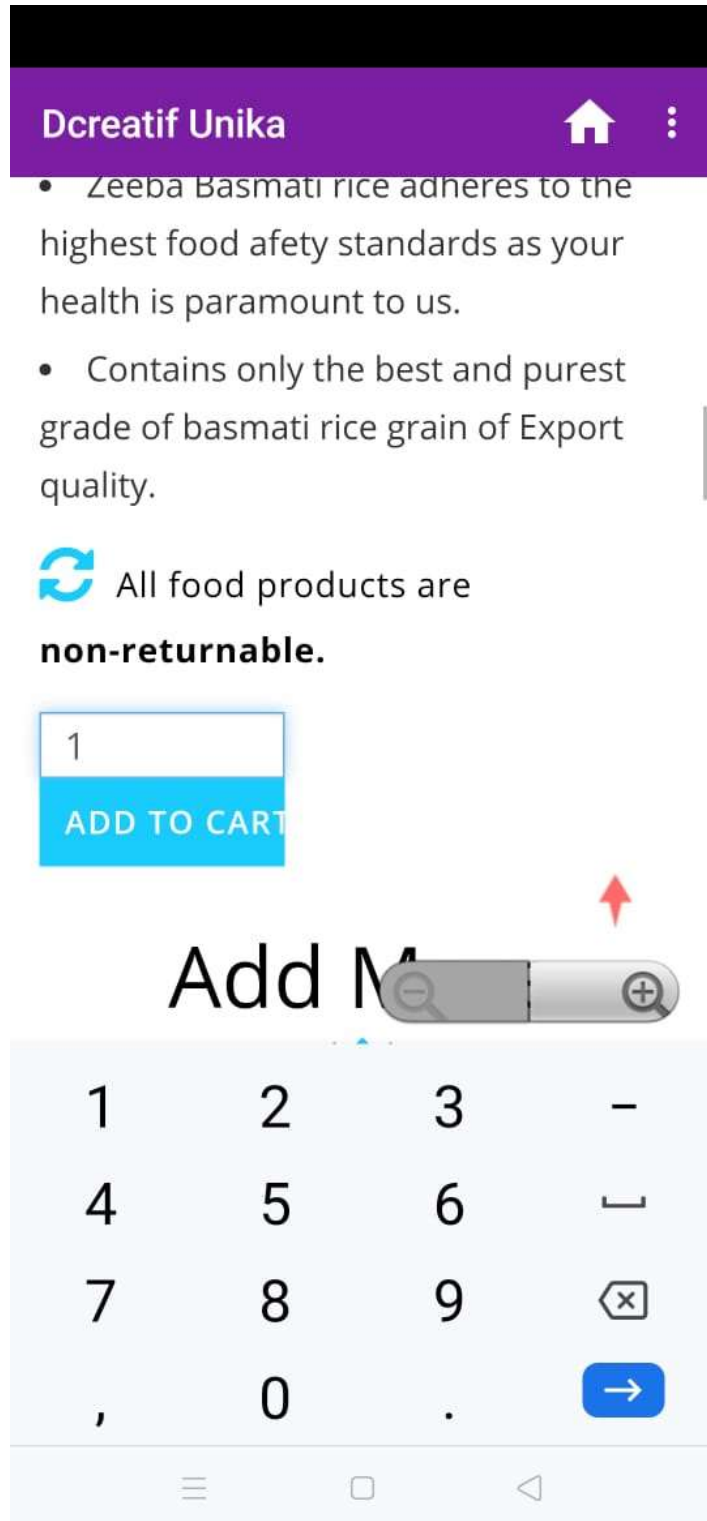 Dcreatif Unika
• Zeeba Basmati rice adheres to the
highest food afety standards as your
health is paramount to us.
• Contains only the best and purest
grade of basmati rice grain of Export
quality.
All food products are
non-returnable.
1
ADD TO CART
Add M
1 2 3 -
4 5 6
7 8 9
, 0 .